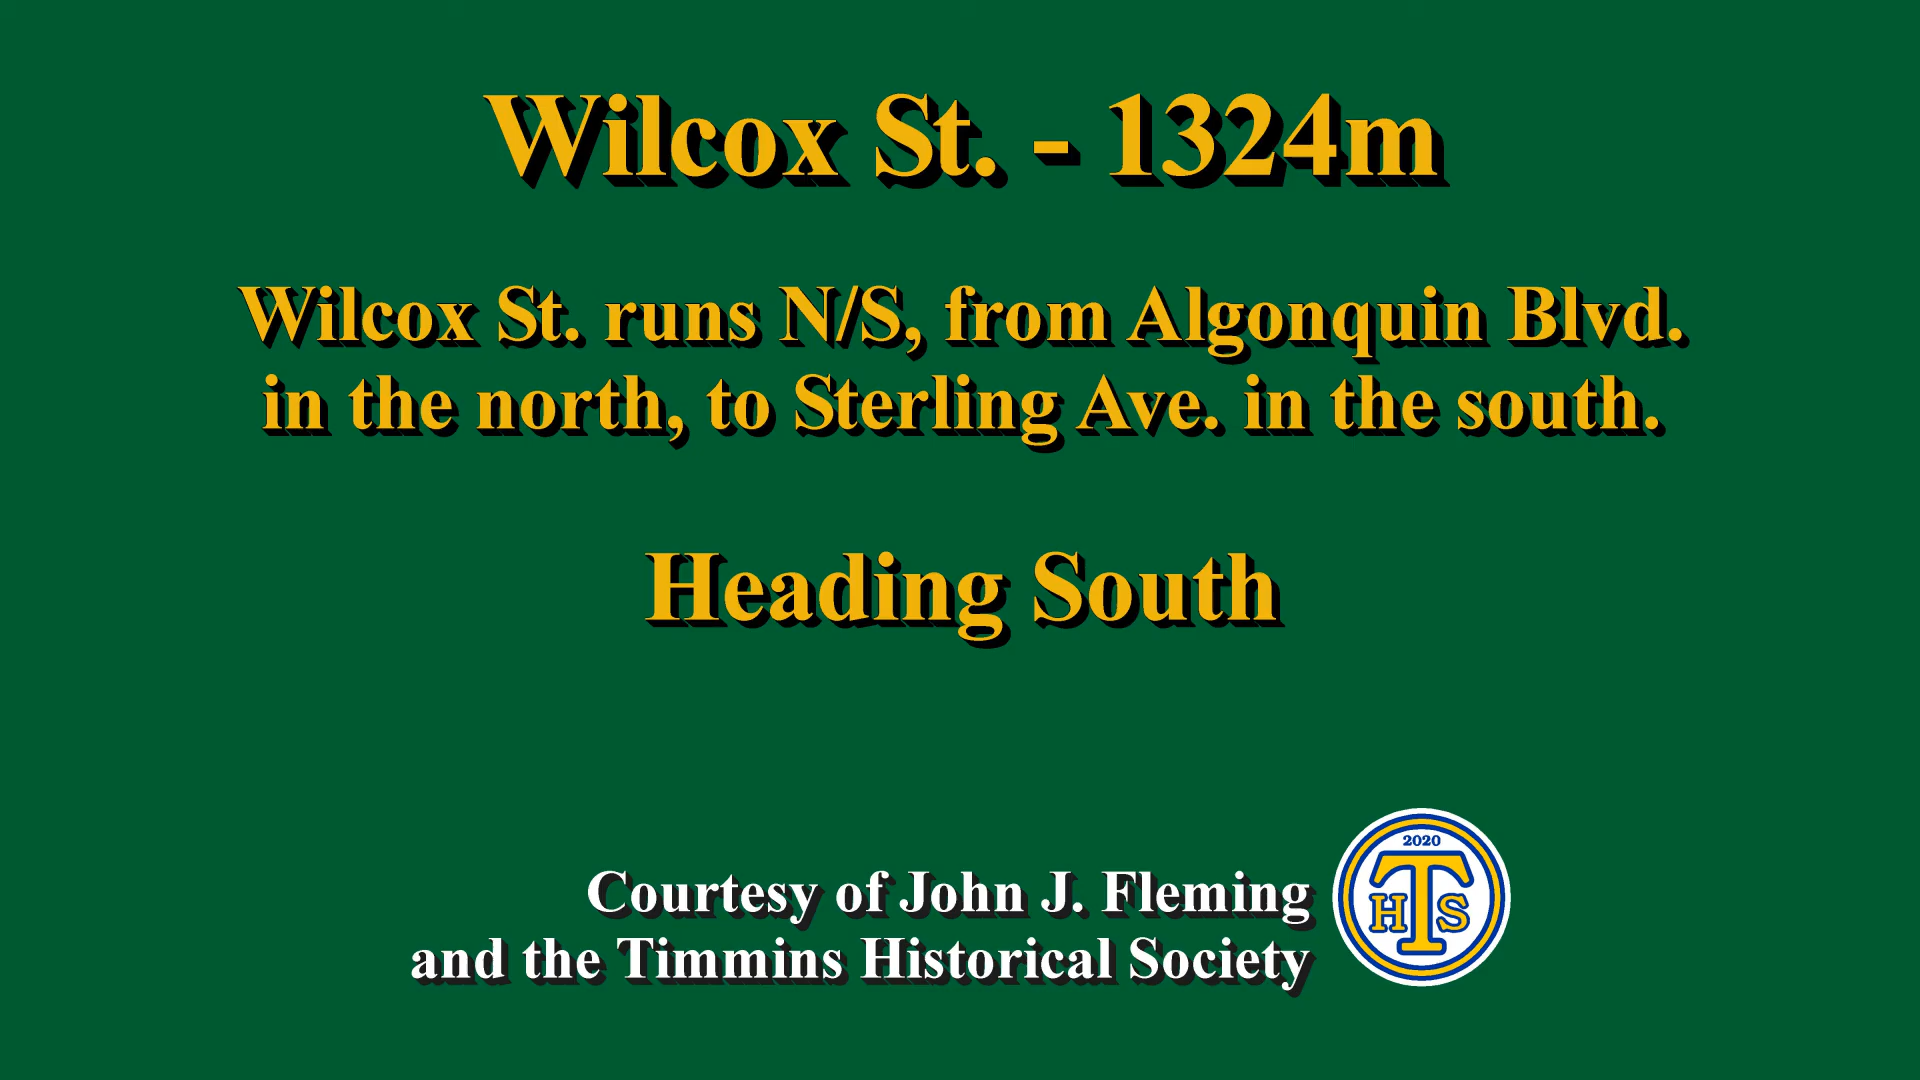 Wilcox St. - 1324m
Wilcox St. runs N/S, from Algonquin Blvd.
in the north, to Sterling Ave. in the south.
Heading South
Courtesy of John J. Fleming
and the Timmins Historical Society
2020
T
H S